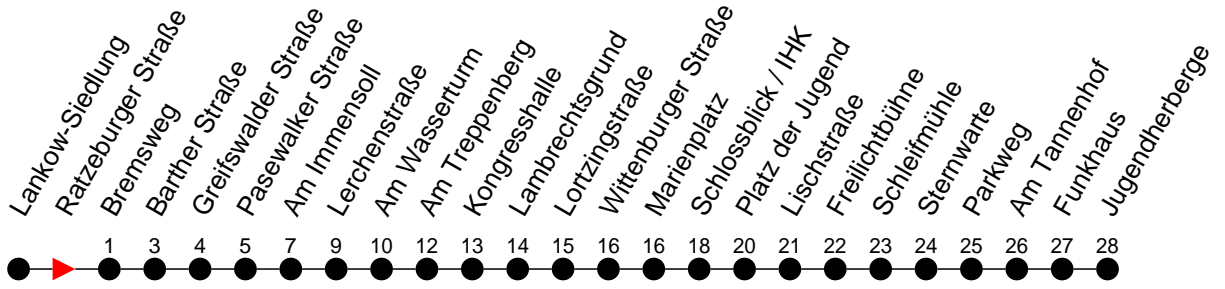 Lankow-Siedlung
Ratzeburger Straße
Bremsweg
Barther Straße
Greifswalder Straße
Pasewalker Straße
Am Immensoll
Lerchenstraße
Am Wasserturm
Am Treppenberg
Kongresshalle
Lambrechtsgrund
Lortzingstraße
Wittenburger Straße
Marienplatz
Schlossblick / IHK
Platz der Jugend
Lischstraße
Freilichtbühne
Schleifmühle
Sternwarte
Parkweg
Am Tannenhof
Funkhaus
Jugendherberge
1 3 4 5 7 9 10 12 13 14 15 16 16 18 20 21 22 23 24 25 26 27 28